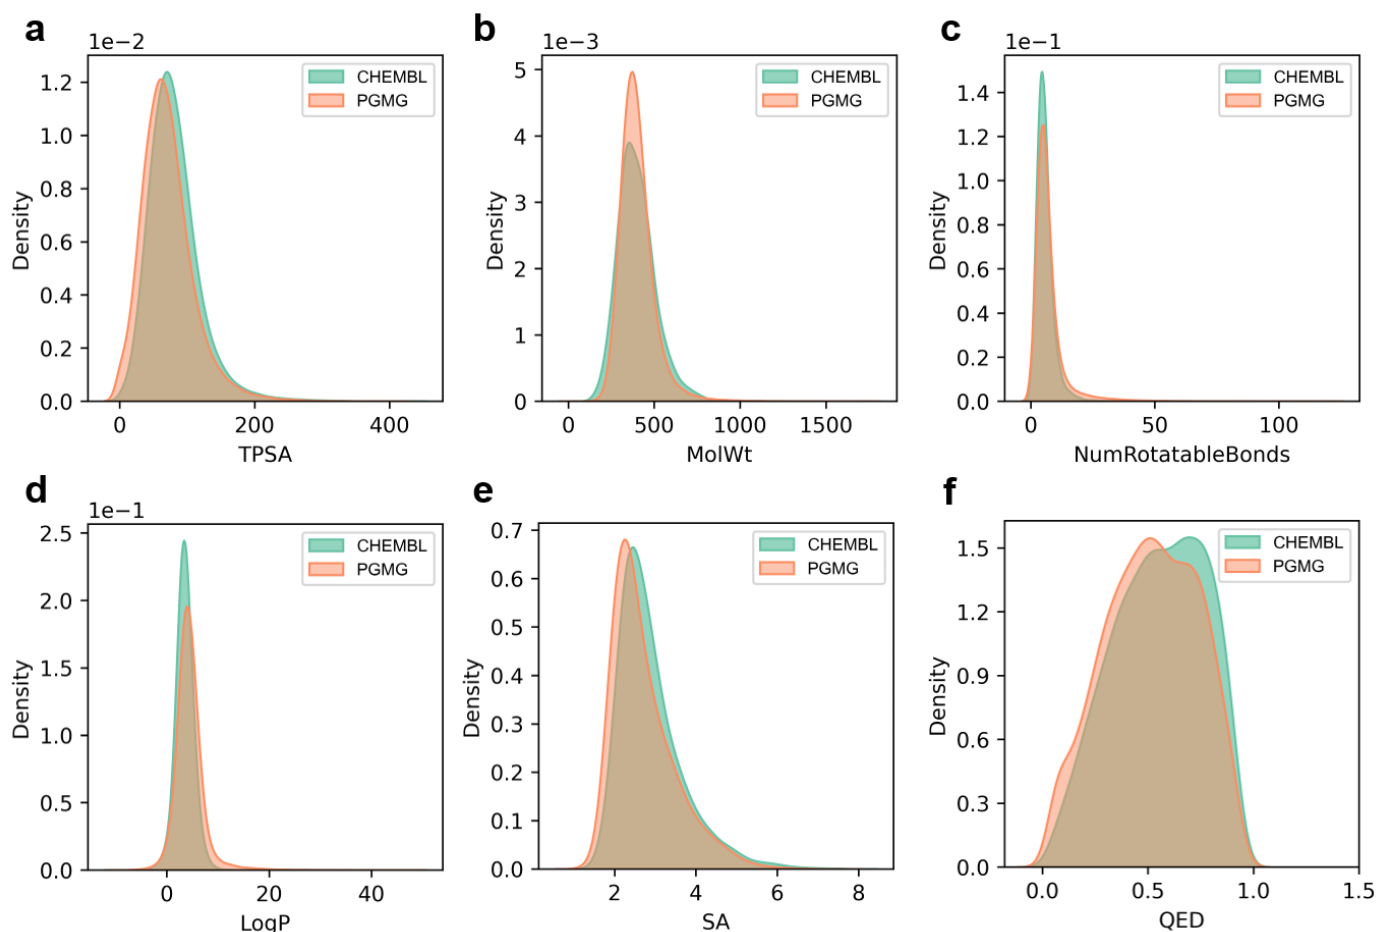 a
1e−2
CHEMBL
PGMG
1.2
1.0
0.8
0.6
0.4
0.2
0.0
Density
0
200
400
TPSA
b
1e−3
CHEMBL
PGMG
5
4
3
2
1
0
Density
0
500
1000
1500
MolWt
c
1e−1
CHEMBL
PGMG
1.4
1.2
1.0
0.8
0.6
0.4
0.2
0.0
Density
0
50
100
NumRotatableBonds
d
1e−1
CHEMBL
PGMG
2.5
2.0
1.5
1.0
0.5
0.0
Density
0
20
40
LogP
e
CHEMBL
PGMG
0.7
0.6
0.5
0.4
0.3
0.2
0.1
0.0
Density
2
4
6
8
SA
f
CHEMBL
PGMG
1.5
1.2
0.9
0.6
0.3
0.0
Density
0.0
0.5
1.0
1.5
QED